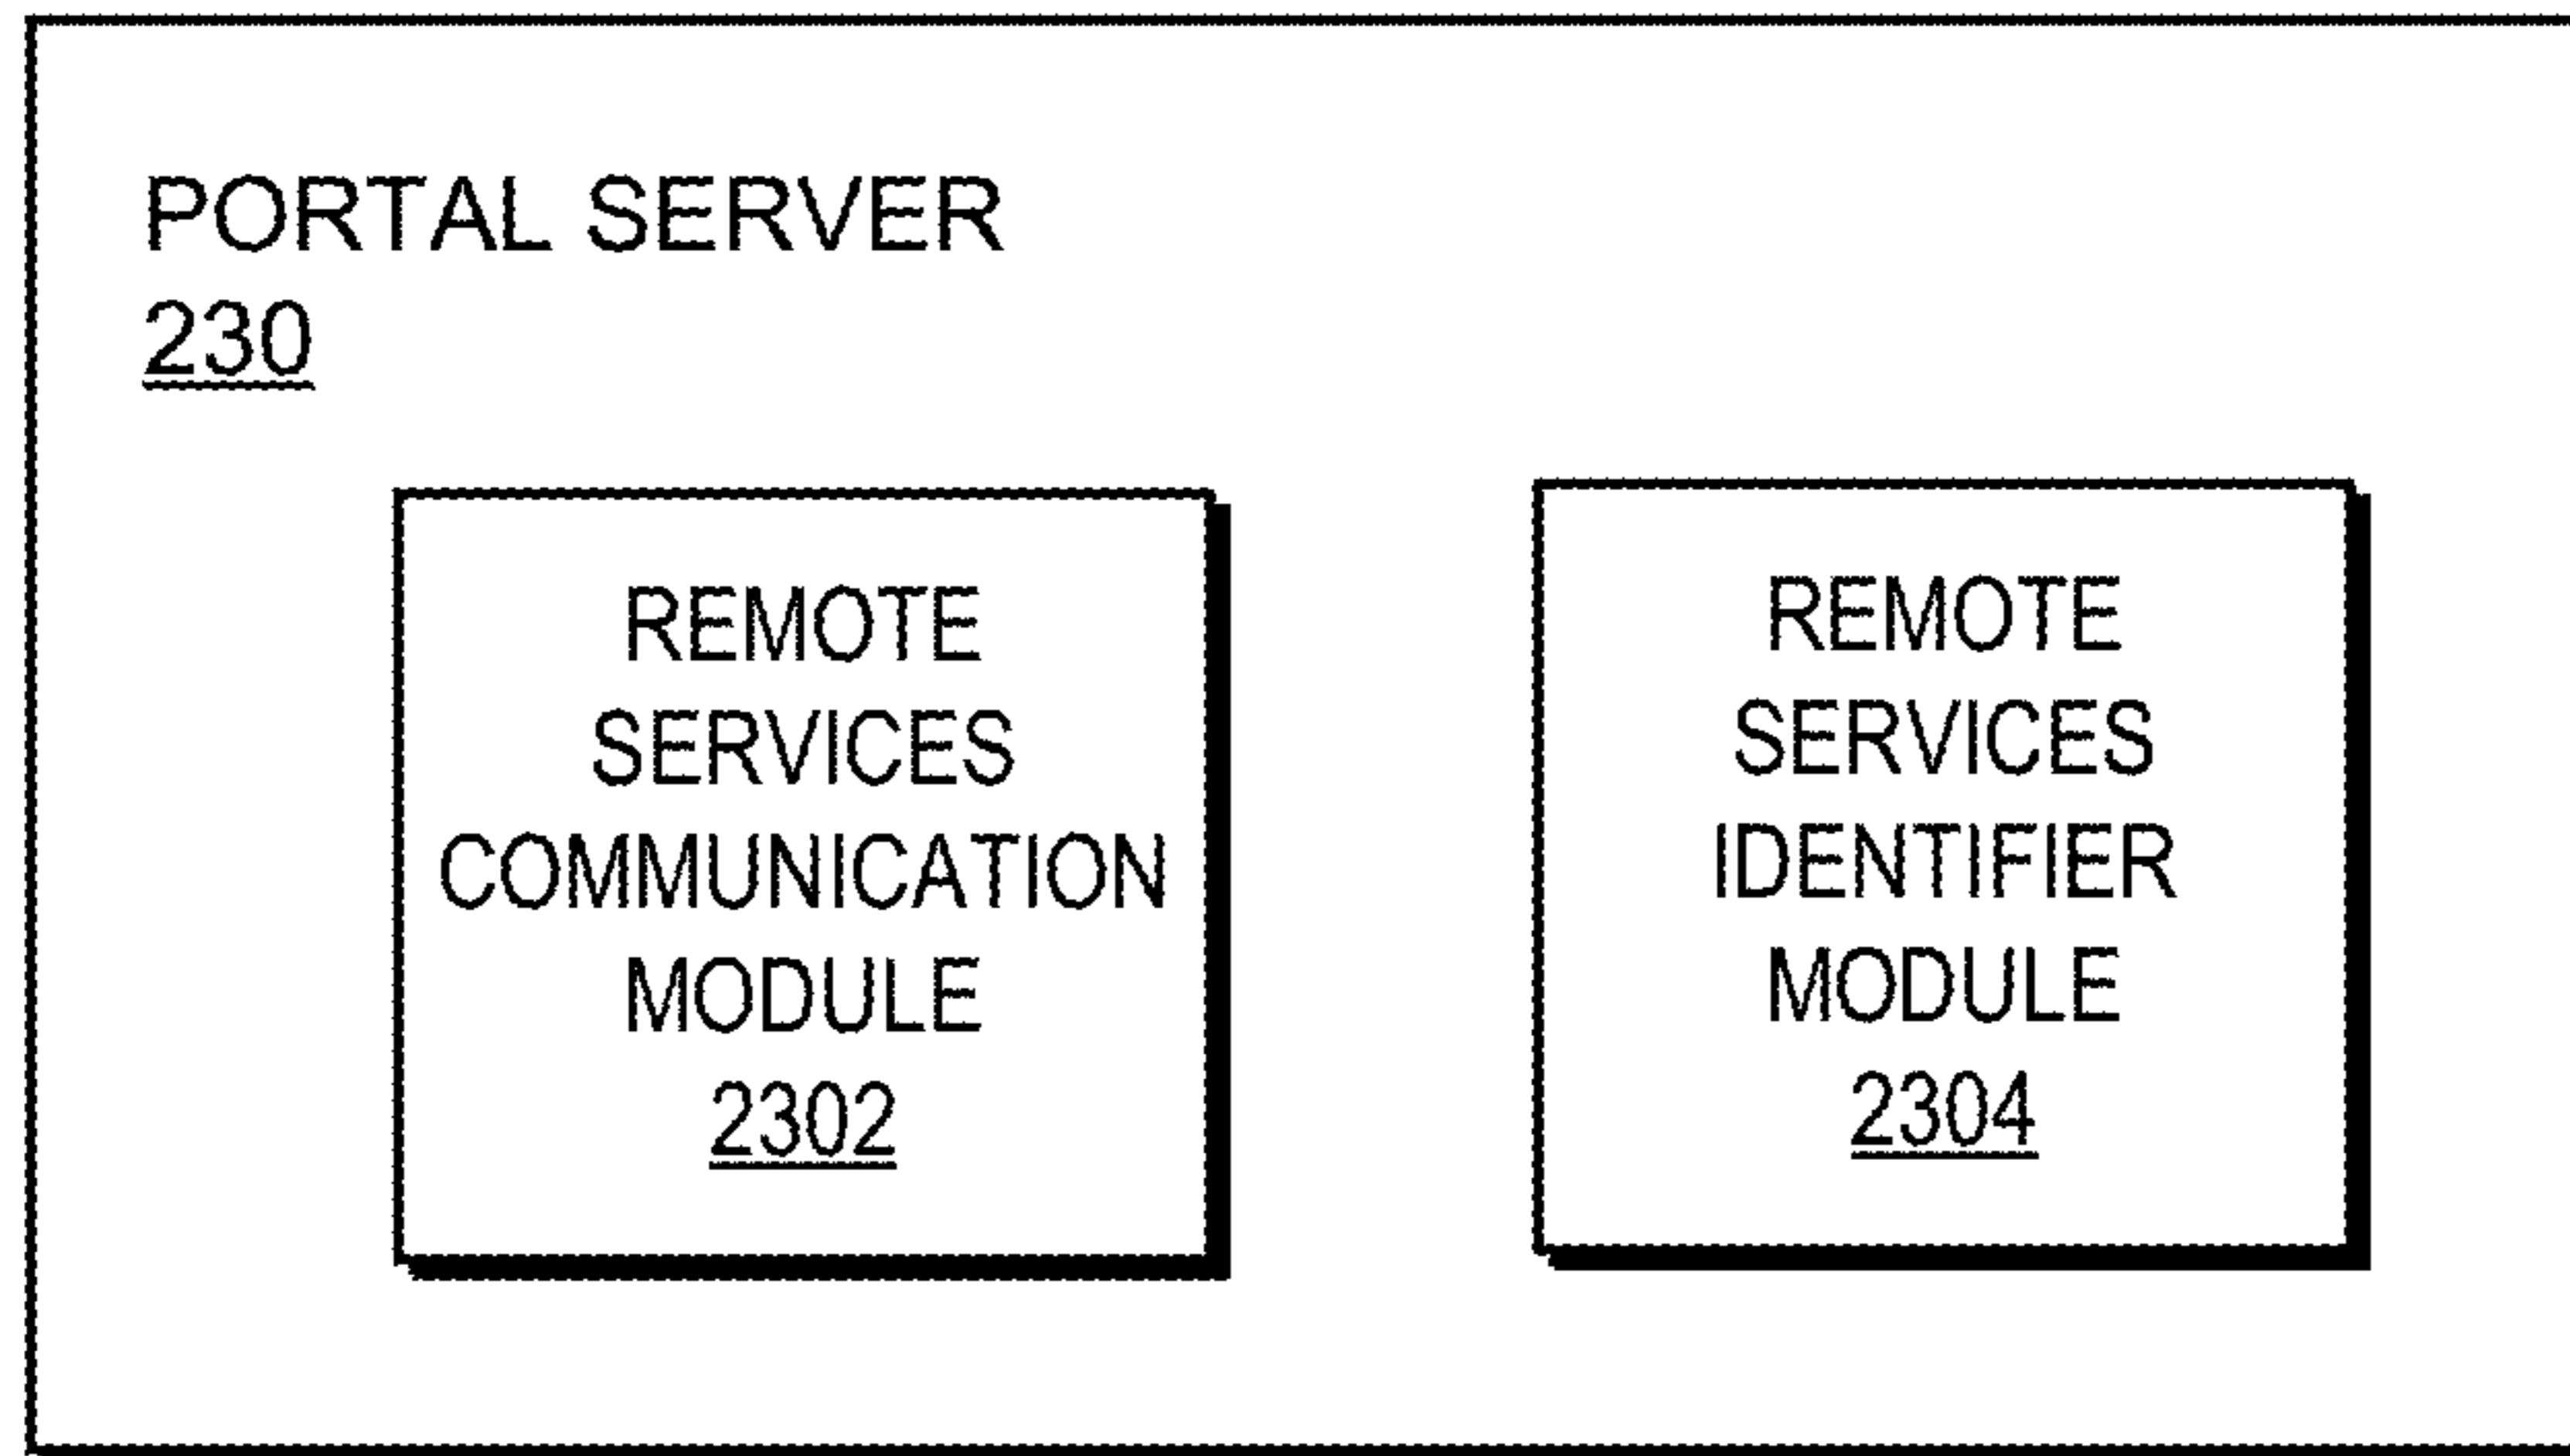 PORTAL SERVER
230
REMOTE
SERVICES
COMMUNICATION
MODULE
2302
REMOTE
SERVICES
IDENTIFIER
MODULE
2304